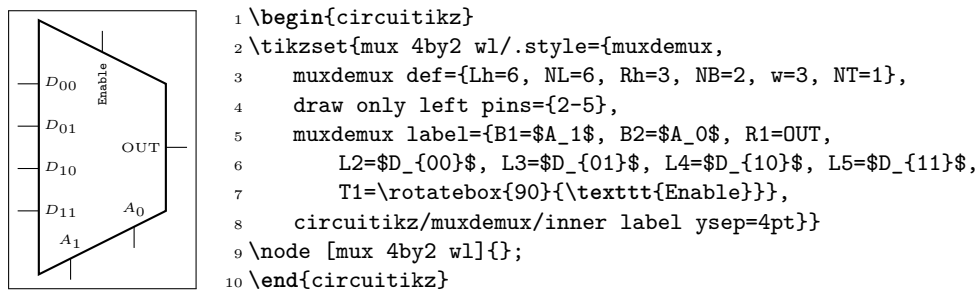 Enable
D00
D01
D10
D11
OUT
A0
A1
1 \begin{circuitikz}
2 \tikzset{mux 4by2 wl/.style={muxdemux,
3 muxdemux def={Lh=6, NL=6, Rh=3, NB=2, w=3, NT=1},
4 draw only left pins={2-5},
5 muxdemux label={B1=$A_1$, B2=$A_0$, R1=OUT,
6 L2=$D_{00}$, L3=$D_{01}$, L4=$D_{10}$, L5=$D_{11}$,
7 T1=\rotatebox{90}{\texttt{Enable}}},
8 circuitikz/muxdemux/inner label ysep=4pt}}
9 \node [mux 4by2 wl]{};
10 \end{circuitikz}